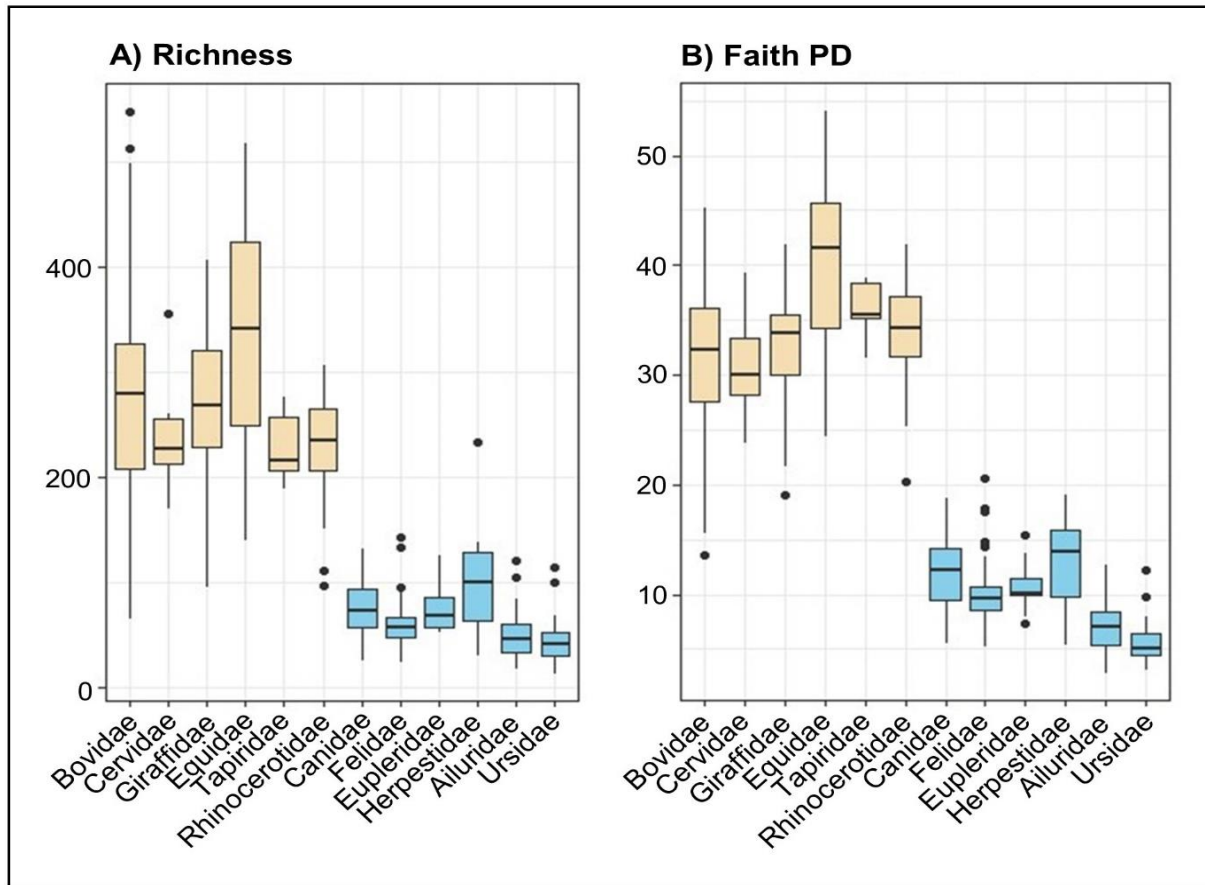 A) Richness
400
200
0
Bovidae
Cervidae
Giraffidae
Equidae
Tapiridae
Rhinocerotidae
Canidae
Felidae
Eupleridae
Herpestidae
Ailuridae
Ursidae
B) Faith PD
50
40
30
20
10
Bovidae
Cervidae
Giraffidae
Equidae
Tapiridae
Rhinocerotidae
Canidae
Felidae
Eupleridae
Herpestidae
Ailuridae
Ursidae